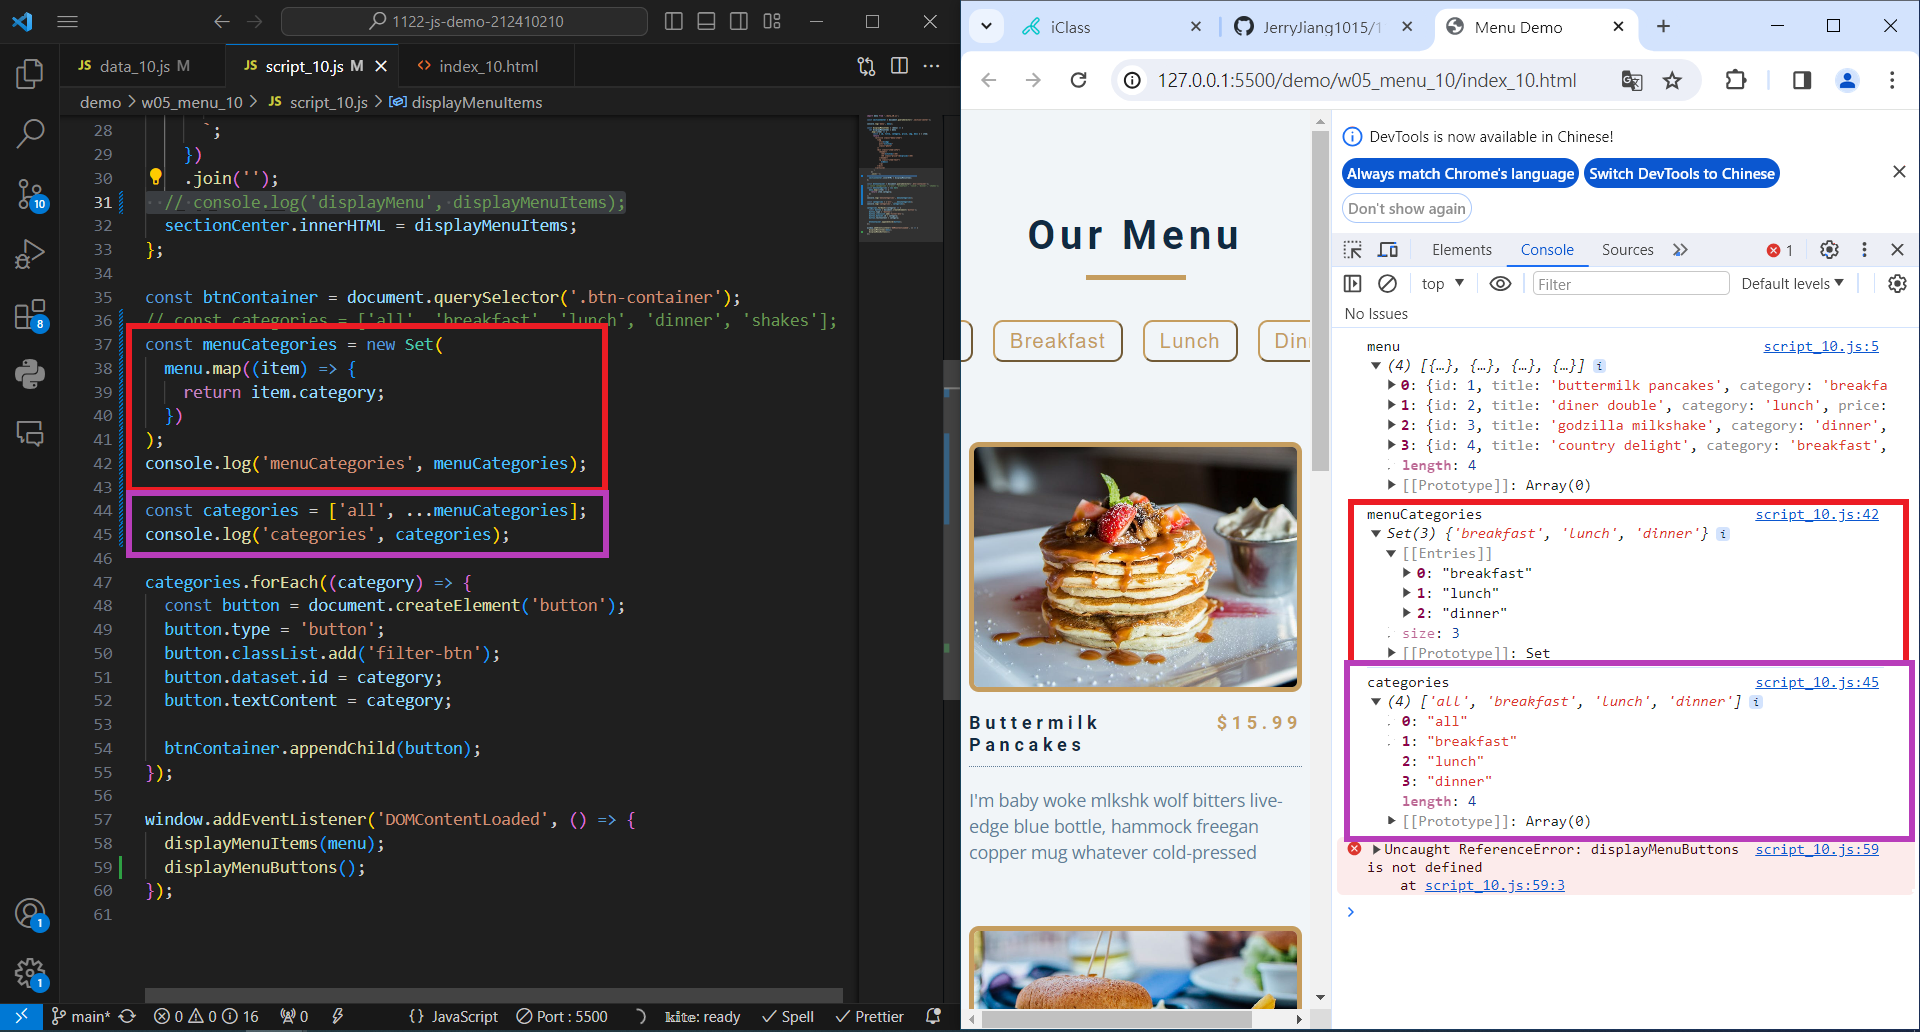 1122-js-demo-212410210
JS data_10.js M
JS script_10.js M
<> index_10.html
demo > w05_menu_10 > JS script_10.js > displayMenuItems
28 `;
29 })
30 .join('');
31 // console.log('displayMenu', displayMenuItems);
32 sectionCenter.innerHTML = displayMenuItems;
33 };
34
35 const btnContainer = document.querySelector('.btn-container');
36 // const categories = ['all', 'breakfast', 'lunch', 'dinner', 'shakes'];
37 const menuCategories = new Set(
38 menu.map((item) => {
39 return item.category;
40 })
41 );
42 console.log('menuCategories', menuCategories);
43
44 const categories = ['all', ...menuCategories];
45 console.log('categories', categories);
46
47 categories.forEach((category) => {
48 const button = document.createElement('button');
49 button.type = 'button';
50 button.classList.add('filter-btn');
51 button.dataset.id = category;
52 button.textContent = category;
53
54 btnContainer.appendChild(button);
55 });
56
57 window.addEventListener('DOMContentLoaded', () => {
58 displayMenuItems(menu);
59 displayMenuButtons();
60 });
61
10
8
1
1
main* 0 0 16 0 {} JavaScript Port : 5500 kite: ready Spell Prettier
iClass
JerryJiang1015/1
Menu Demo
127.0.0.1:5500/demo/w05_menu_10/index_10.html
Our Menu
Breakfast
Lunch
Din
Buttermilk Pancakes
$15.99
I'm baby woke mlkshk wolf bitters live-
edge blue bottle, hammock freegan
copper mug whatever cold-pressed
DevTools is now available in Chinese!
Always match Chrome's language
Switch DevTools to Chinese
Don't show again
Elements Console Sources 1
top Filter Default levels
No Issues
menu script_10.js:5
(4) [{…}, {…}, {…}, {…}] i
0: {id: 1, title: 'buttermilk pancakes', category: 'breakfa
1: {id: 2, title: 'diner double', category: 'lunch', price:
2: {id: 3, title: 'godzilla milkshake', category: 'dinner',
3: {id: 4, title: 'country delight', category: 'breakfast',
length: 4
[[Prototype]]: Array(0)
menuCategories script_10.js:42
Set(3) {'breakfast', 'lunch', 'dinner'} i
[[Entries]]
0: "breakfast"
1: "lunch"
2: "dinner"
size: 3
[[Prototype]]: Set
categories script_10.js:45
(4) ['all', 'breakfast', 'lunch', 'dinner'] i
0: "all"
1: "breakfast"
2: "lunch"
3: "dinner"
length: 4
[[Prototype]]: Array(0)
Uncaught ReferenceError: displayMenuButtons script_10.js:59
is not defined
at script_10.js:59:3